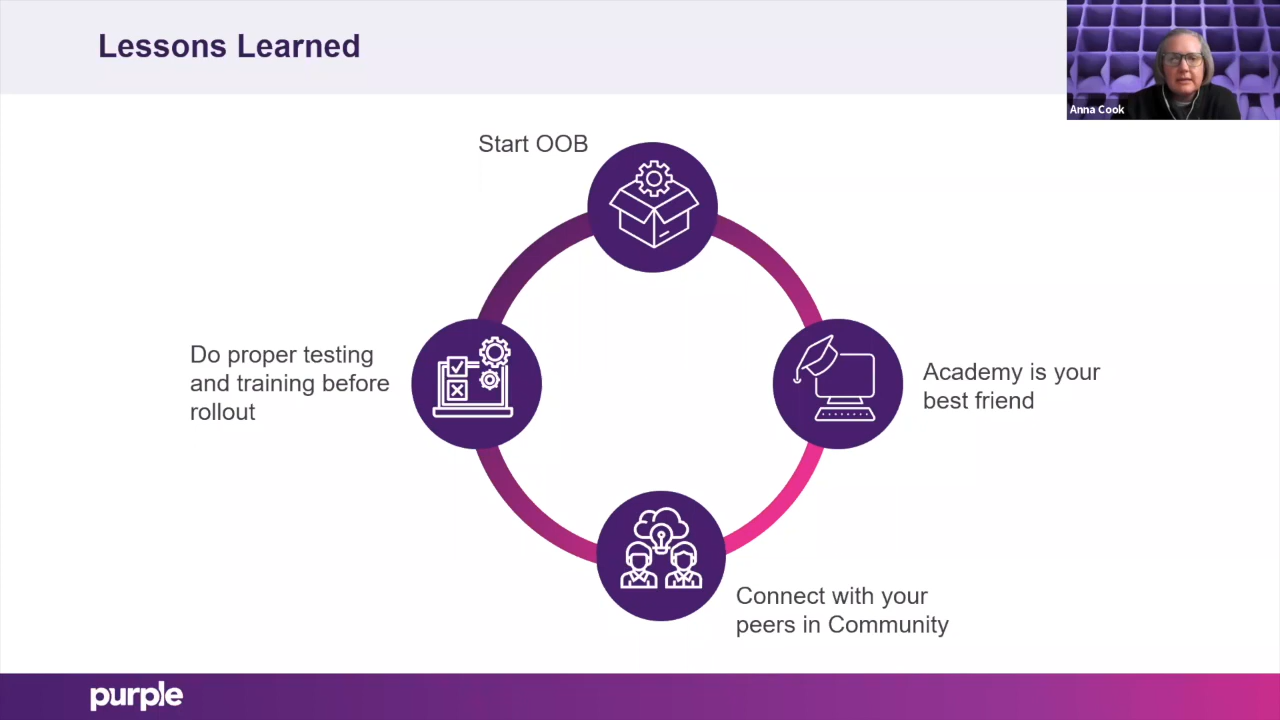 Lessons Learned
Anna Cook
Start OOB
Do proper testing
and training before
rollout
Academy is your
best friend
Connect with your
peers in Community
purple